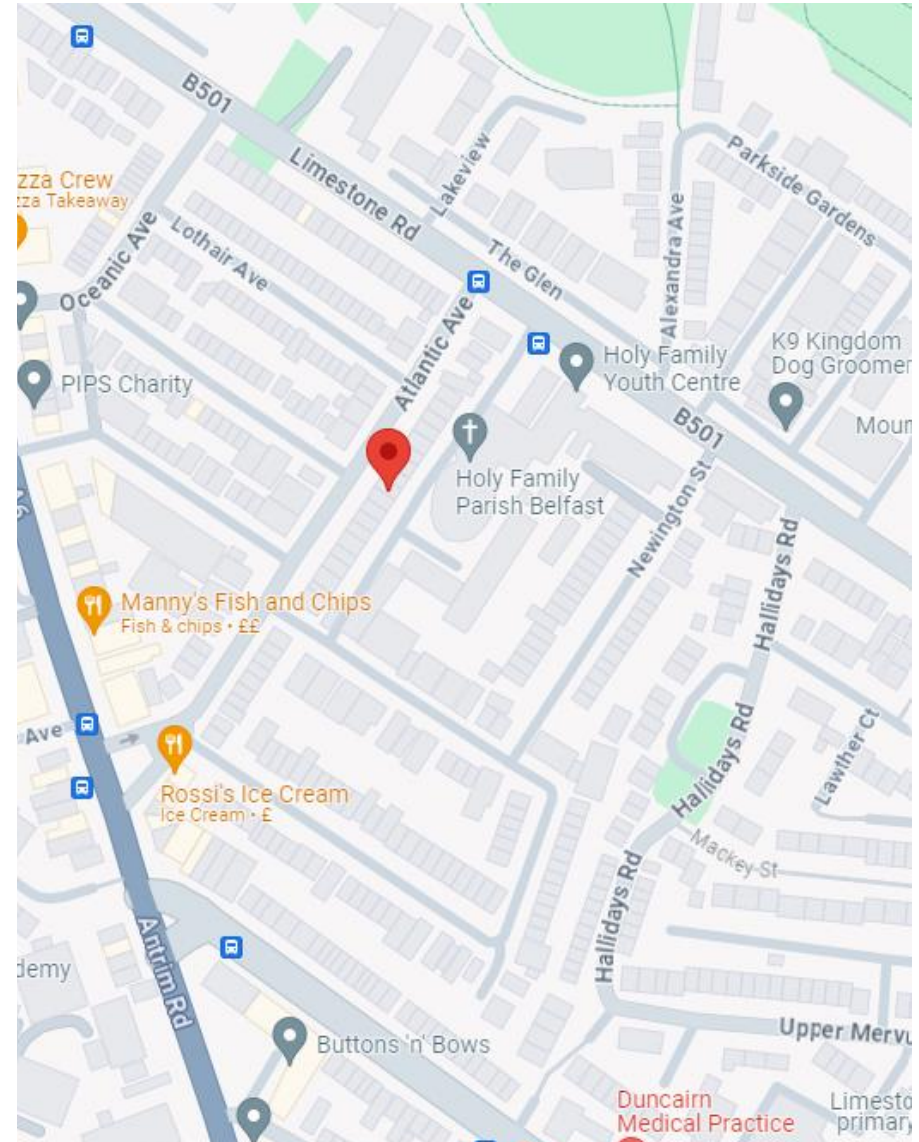 B501
Limestone Rd
Lakeview
Parkside Gardens
zza Crew
zza Takeaway
Oceanic Ave
Lothair Ave
The Glen
Alexandra Ave
Atlantic Ave
Holy Family
Youth Centre
K9 Kingdom
Dog Groomer
PIPS Charity
B501
Moun
Holy Family
Parish Belfast
Newington St
A6
Hallidays Rd
Manny's Fish and Chips
Fish & chips • ££
Ave
Hallidays Rd
Lawther Ct
Rossi's Ice Cream
Ice Cream • £
Mackey St
Hallidays Rd
Antrim Rd
demy
Buttons 'n' Bows
Upper Mervu
Duncairn
Medical Practice
Limesto
primary